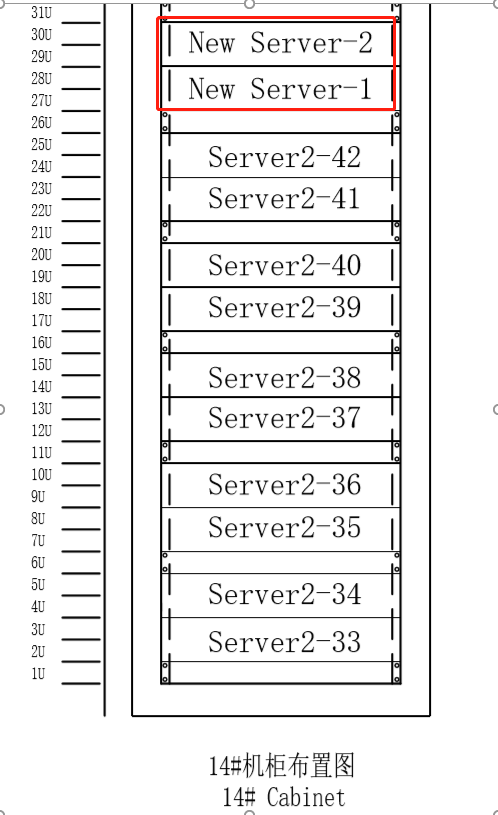 31U
30U
New Server-2
29U
28U
New Server-1
27U
26U
25U
Server2-42
24U
23U
Server2-41
22U
21U
20U
Server2-40
19U
18U
Server2-39
17U
16U
15U
Server2-38
14U
13U
Server2-37
12U
11U
10U
Server2-36
9U
8U
Server2-35
7U
6U
5U
Server2-34
4U
3U
Server2-33
2U
1U
14#机柜布置图
14# Cabinet